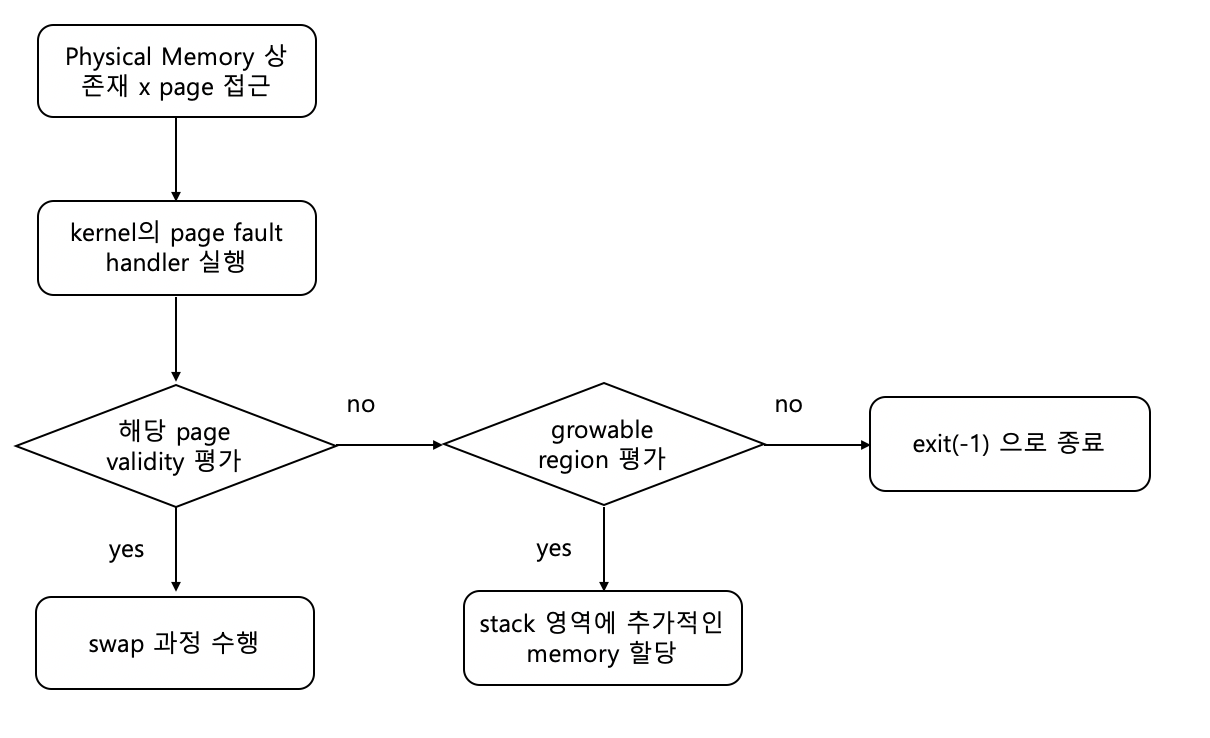 Physical Memory 상
존재 x page 접근
kernel의 page fault
handler 실행
해당 page
validity 평가
no
growable
region 평가
no
exit(-1) 으로 종료
yes
yes
swap 과정 수행
stack 영역에 추가적인
memory 할당